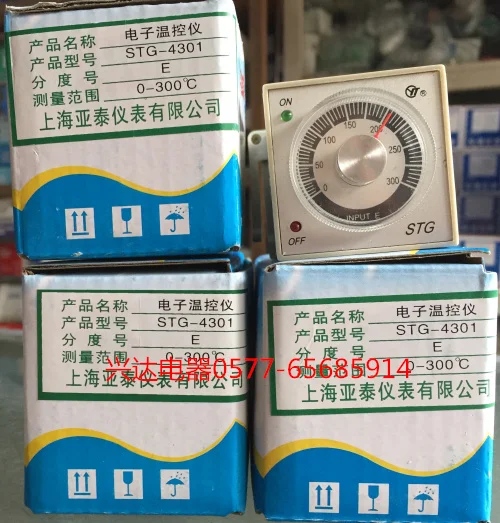 产品名称 电子温控仪
产品型号 STG-4301
分度号 E
测量范围 0-300℃
上海亚泰仪表有限公司
ON
OFF
0
50
100
150
200
250
300
INPUT E
STG
产品名称 电子温控仪
产品型号 STG-4301
分度号 E
测量范围 0-300℃
上海亚泰仪表有限公司
产品名称 电子温控仪
产品型号 STG-4301
分度号 E
测量范围 0-300℃
上海亚泰仪表有限公司
兴达电器0577-65685914